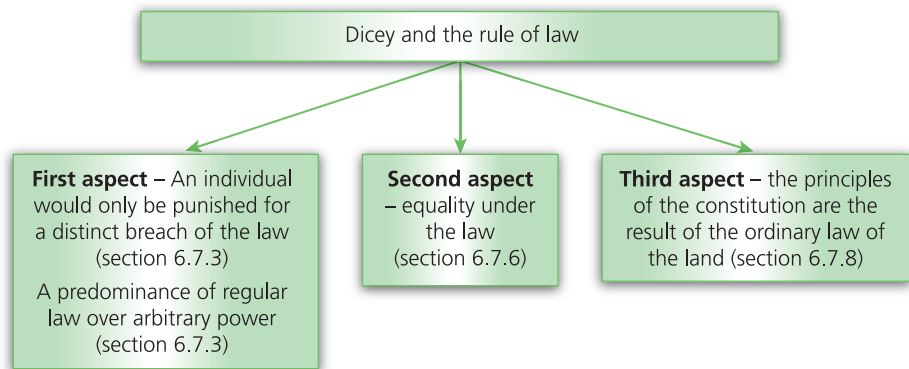 Dicey and the rule of law
First aspect – An individual
would only be punished for
a distinct breach of the law
(section 6.7.3)
A predominance of regular
law over arbitrary power
(section 6.7.3)
Second aspect
– equality under
the law
(section 6.7.6)
Third aspect – the principles
of the constitution are the
result of the ordinary law of
the land (section 6.7.8)